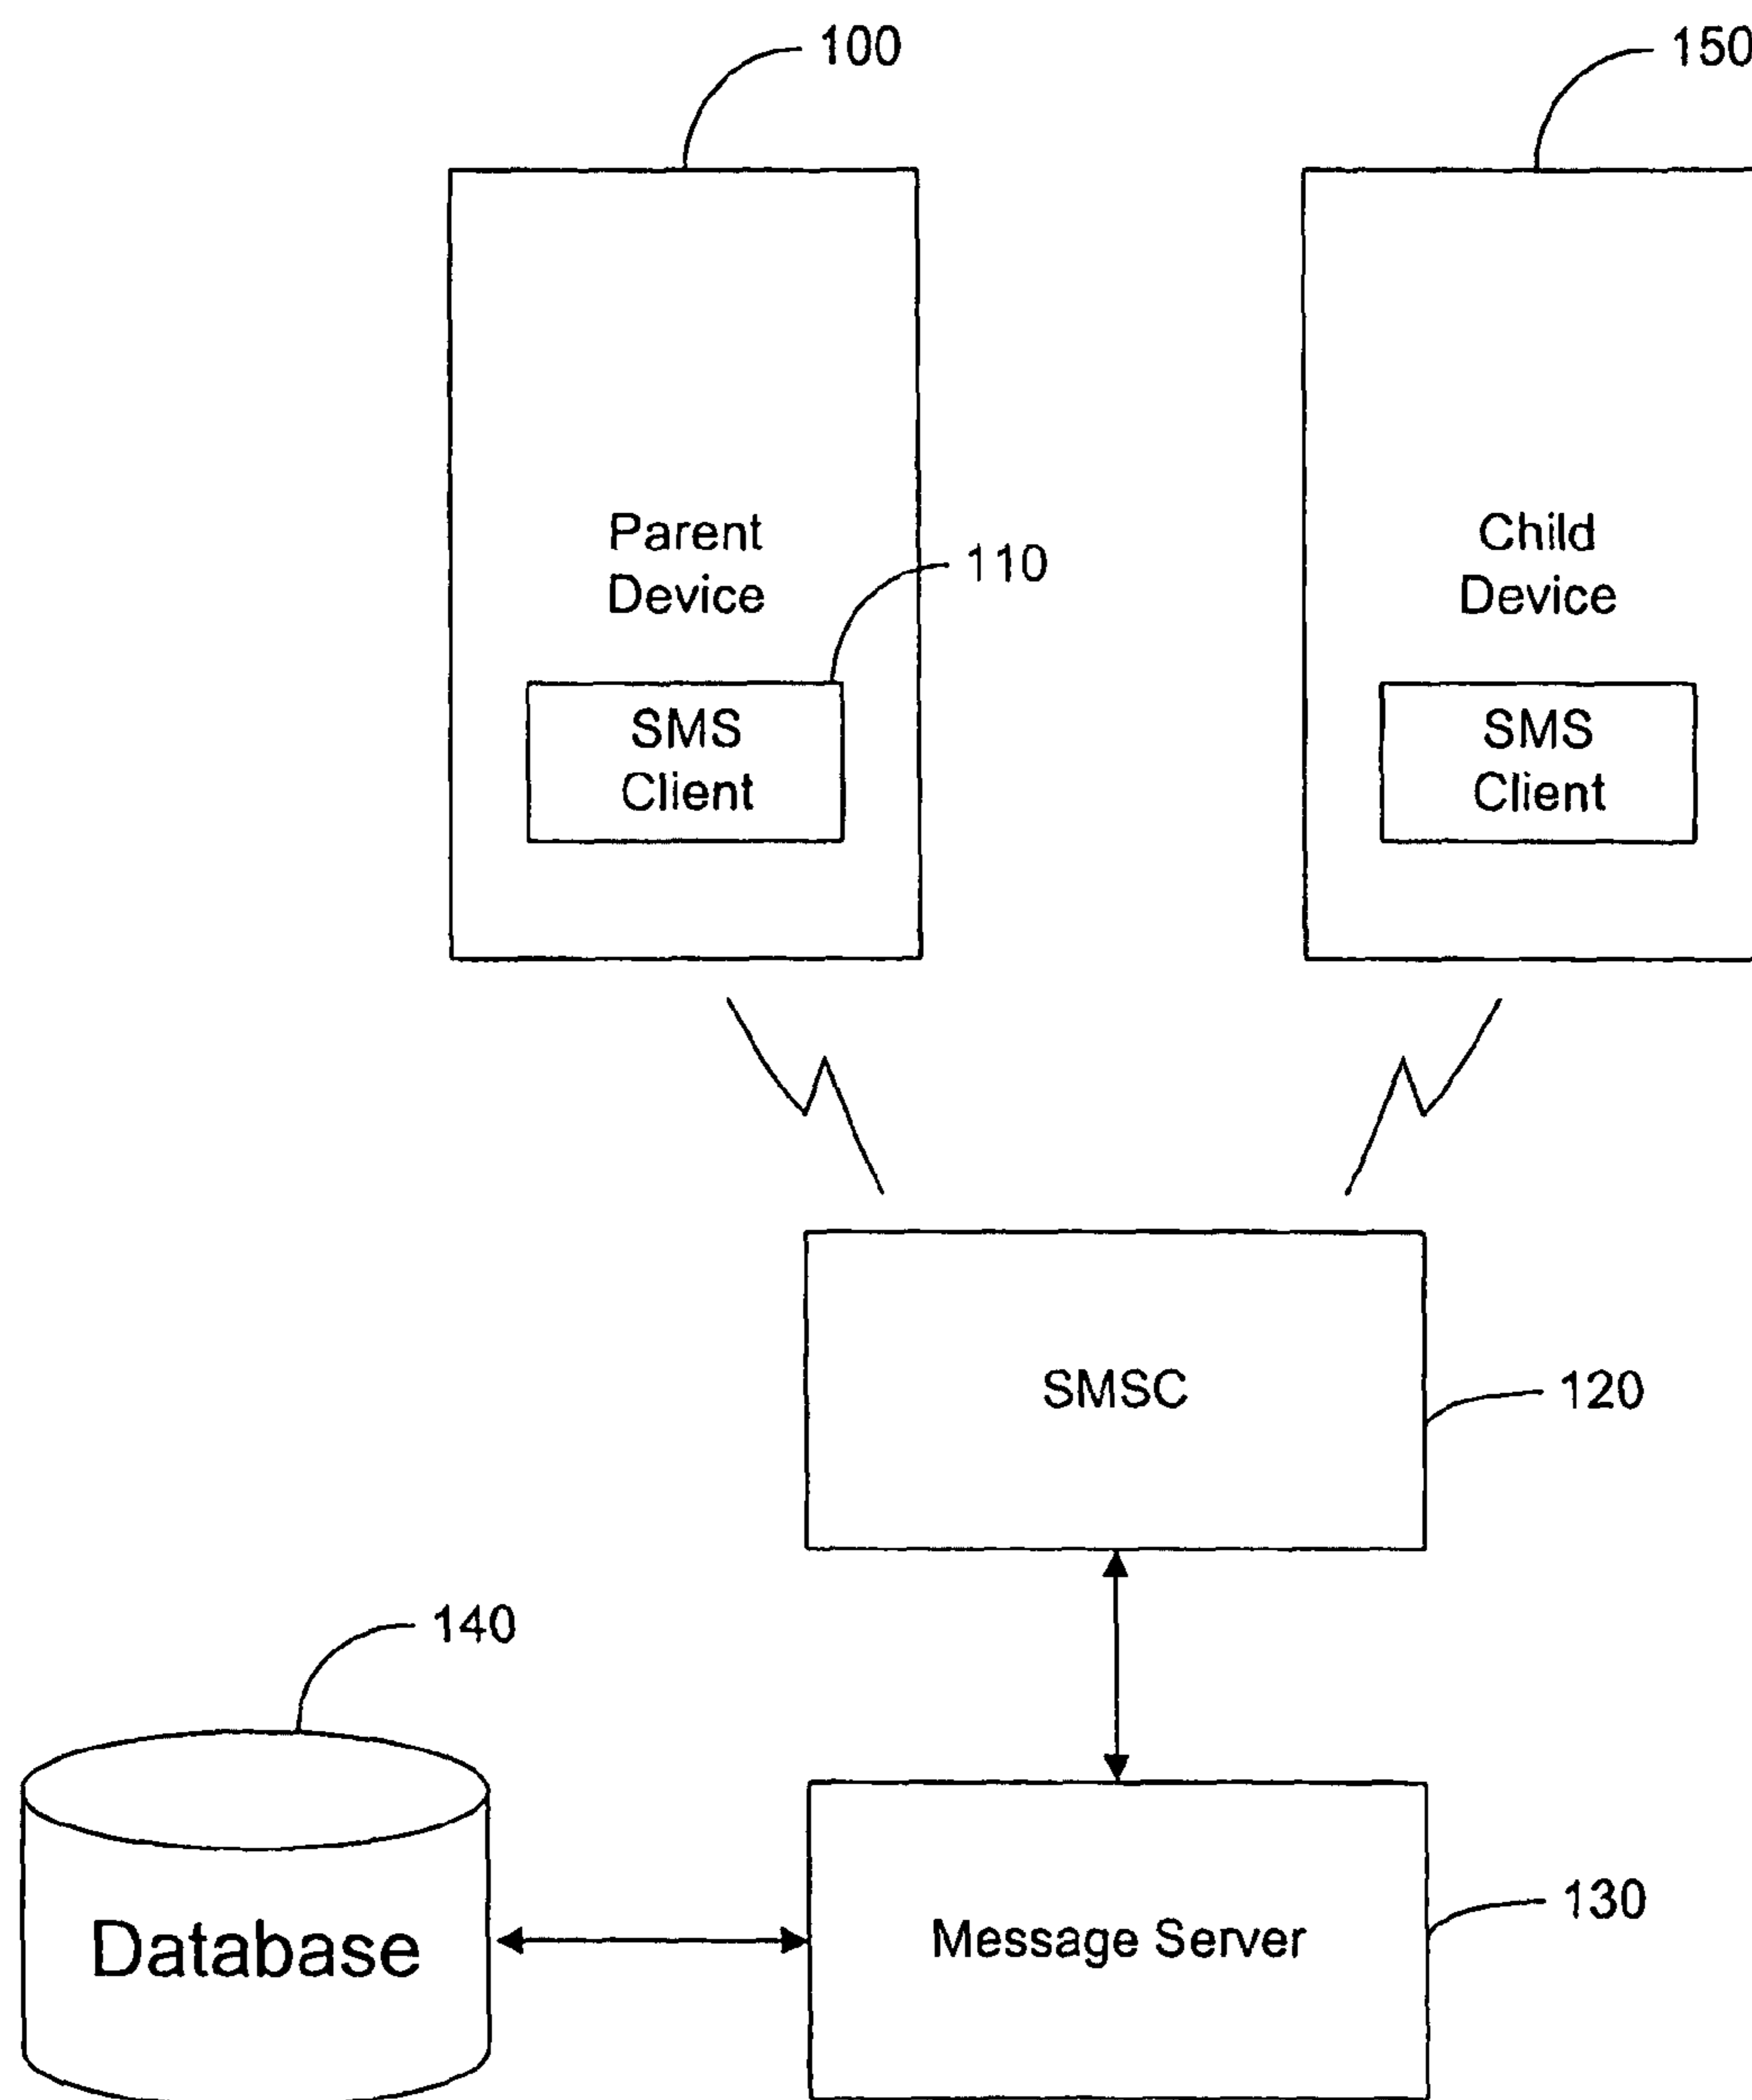 100
150
Parent
Device
110
SMS
Client
Child
Device
SMS
Client
SMSC
120
140
Database
Message Server
130